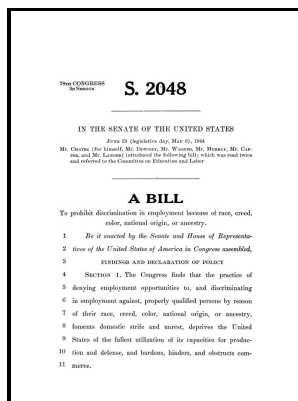 78TH CONGRESS
2D SESSION
S. 2048
IN THE SENATE OF THE UNITED STATES
JUNE 23 (legislative day, MAY 9), 1944
Mr. CHAVEZ (for himself, Mr. DOWNEY, Mr. WAGNER, Mr. MURRAY, Mr. CAP-
PER, and Mr. LANGER) introduced the following bill; which was read twice
and referred to the Committee on Education and Labor
A BILL
To prohibit discrimination in employment because of race, creed,
color, national origin, or ancestry.
1 Be it enacted by the Senate and House of Representa-
2 tives of the United States of America in Congress assembled,
3 FINDINGS AND DECLARATION OF POLICY
4 SECTION 1. The Congress finds that the practice of
5 denying employment opportunities to, and discriminating
6 in employment against, properly qualified persons by reason
7 of their race, creed, color, national origin, or ancestry,
8 foments domestic strife and unrest, deprives the United
9 States of the fullest utilization of its capacities for produc-
10 tion and defense, and burdens, hinders, and obstructs com-
11 merce.